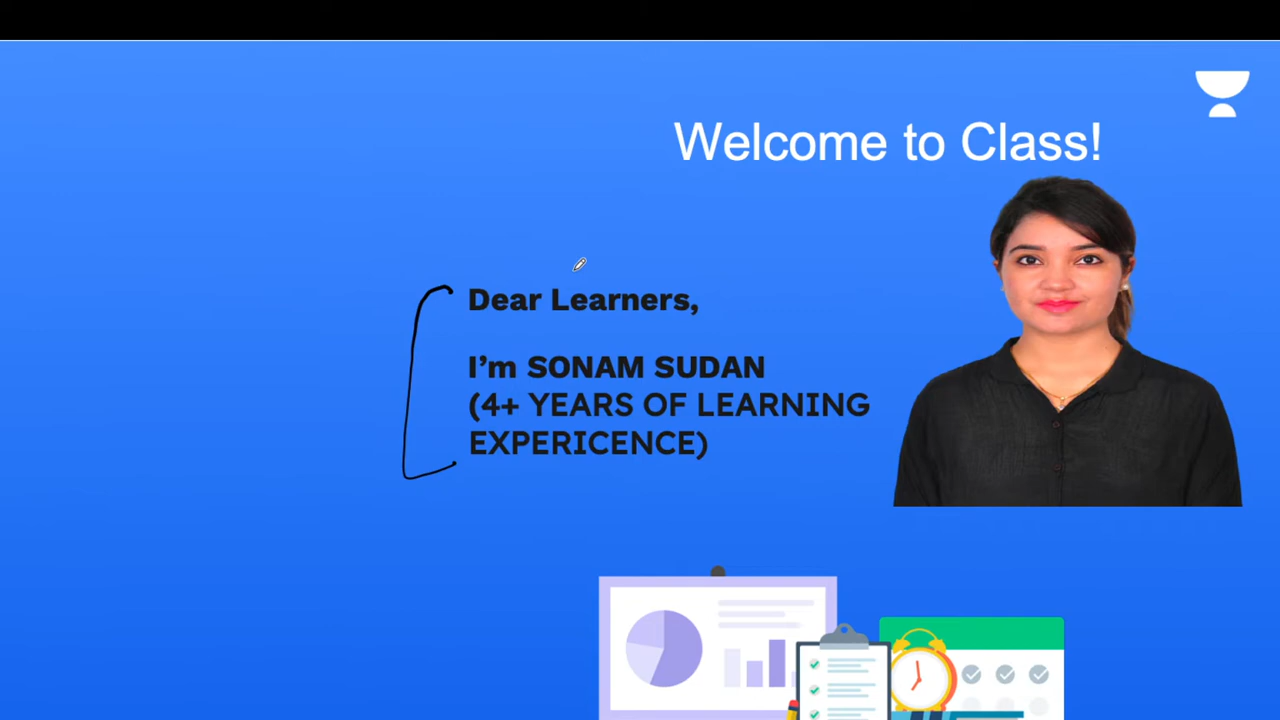 Welcome to Class!
Dear Learners,
I’m SONAM SUDAN
(4+ YEARS OF LEARNING
EXPERICENCE)